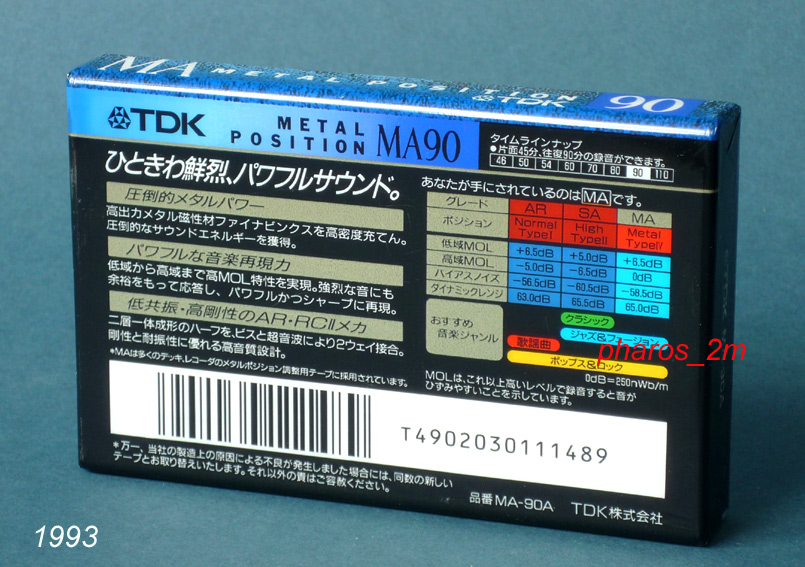 MA METAL POSITION TDK 90
TDK METAL POSITION MA90
タイムラインナップ
●片面45分、往復90分の録音ができます。
46 50 54 60 70 80 90 110
ひときわ鮮烈、パワフルサウンド。
圧倒的メタルパワー
高出力メタル磁性材ファイナビンクスを高密度充てん。
圧倒的なサウンドエネルギーを獲得。
パワフルな音楽再現力
低域から高域まで高MOL特性を実現。強烈な音にも
余裕をもって応答し、パワフルかつシャープに再現。
低共振・高剛性のAR・RCIIメカ
二層一体成形のハーフを、ビスと超音波により2ウェイ接合。
剛性と耐振性に優れる高音質設計。
*MAは多くのデッキ、レコーダのメタルポジション調整用テープに採用されています。
あなたが手にされているのはMAです。
グレード AR SA MA
ポジション Normal TypeI High TypeII Metal TypeIV
低域MOL +6.5dB +5.0dB +6.5dB
高域MOL -5.0dB -6.5dB 0dB
バイアスノイズ -56.5dB -60.5dB -58.5dB
ダイナミックレンジ 63.0dB 65.5dB 65.0dB
おすすめ
音楽ジャンル
クラシック
ジャズ&フュージョン
歌謡曲
ポップス&ロック
pharos_2m
0dB=250nWb/m
MOLは、これ以上高いレベルで録音すると音が
ひずみやすいことを示しています。
T4902030111489
*万一、当社の製造上の原因による不良が発生しました場合には、同数の新しい
テープとお取り替えいたします。それ以外の責はご容赦ください。
品番MA-90A TDK株式会社
1993